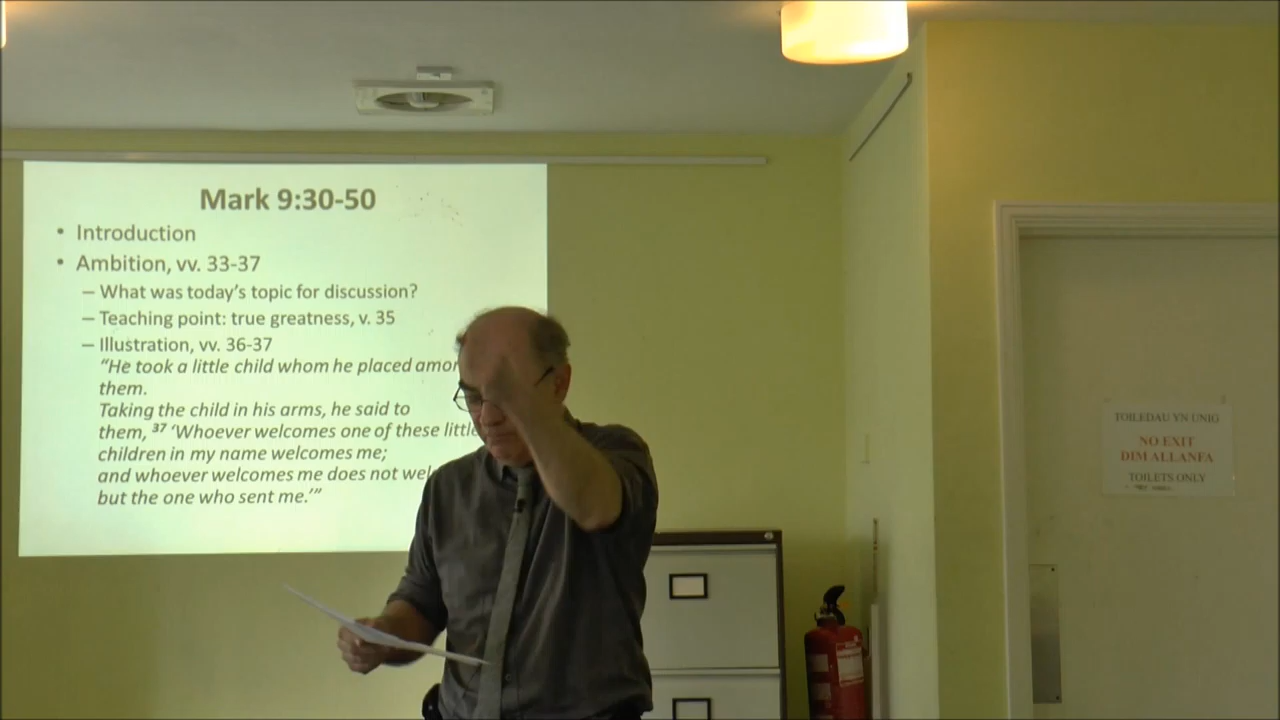 Mark 9:30-50
• Introduction
• Ambition, vv. 33-37
– What was today's topic for discussion?
– Teaching point: true greatness, v. 35
– Illustration, vv. 36-37
"He took a little child whom he placed
them.
Taking the child in his arms, he said to
them, 37 'Whoever welcomes one of these little
children in my name welcomes me;
and whoever welcomes me does not
but the one who sent me.'"
TOILEDAU YN UNIG
NO EXIT
DIM ALLANFA
TOILETS ONLY